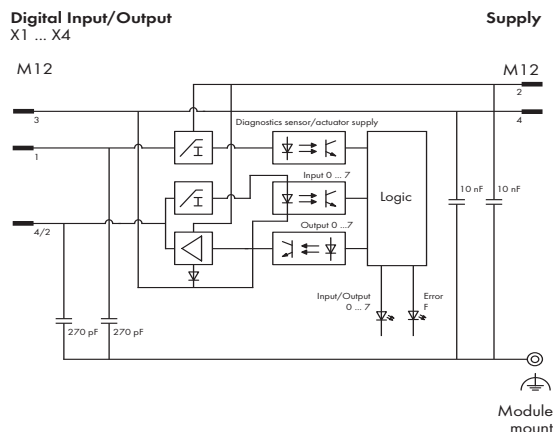 Digital Input/Output
X1 ... X4
Supply
M12
M12
2
3
4
Diagnostics sensor/actuator supply
1
Input 0 ... 7
Logic
10 nF
10 nF
4/2
Output 0 ...7
Input/Output
0 ... 7
Error
F
270 pF
270 pF
Module
mount